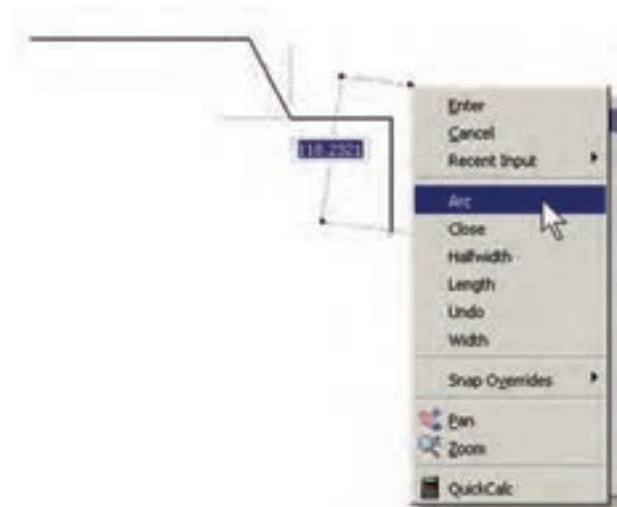 118.2321
Enter
Cancel
Recent Input
Arc
Close
Halfwidth
Length
Undo
Width
Snap Overrides
Pan
Zoom
QuickCalc